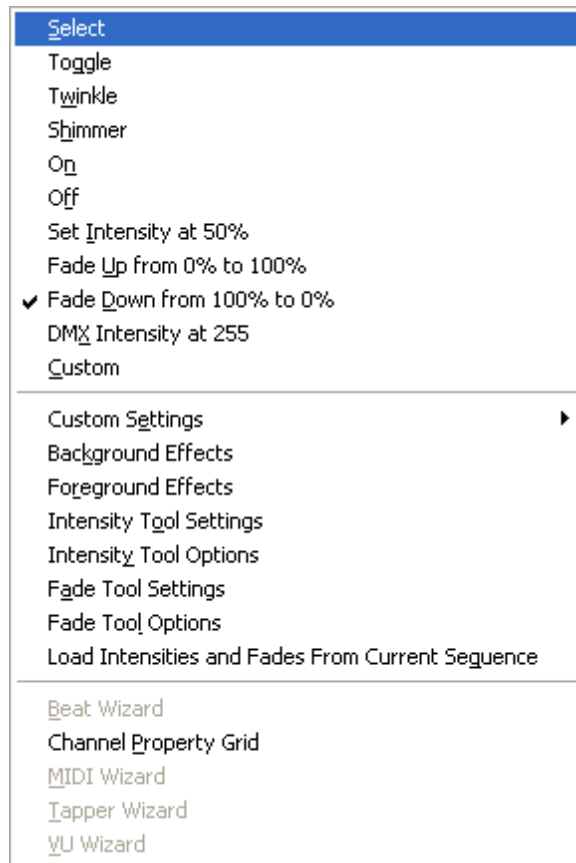 Select
Toggle
Twinkle
Shimmer
On
Off
Set Intensity at 50%
Fade Up from 0% to 100%
Fade Down from 100% to 0%
DMX Intensity at 255
Custom
Custom Settings
Background Effects
Foreground Effects
Intensity Tool Settings
Intensity Tool Options
Fade Tool Settings
Fade Tool Options
Load Intensities and Fades From Current Sequence
Beat Wizard
Channel Property Grid
MIDI Wizard
Tapper Wizard
VU Wizard